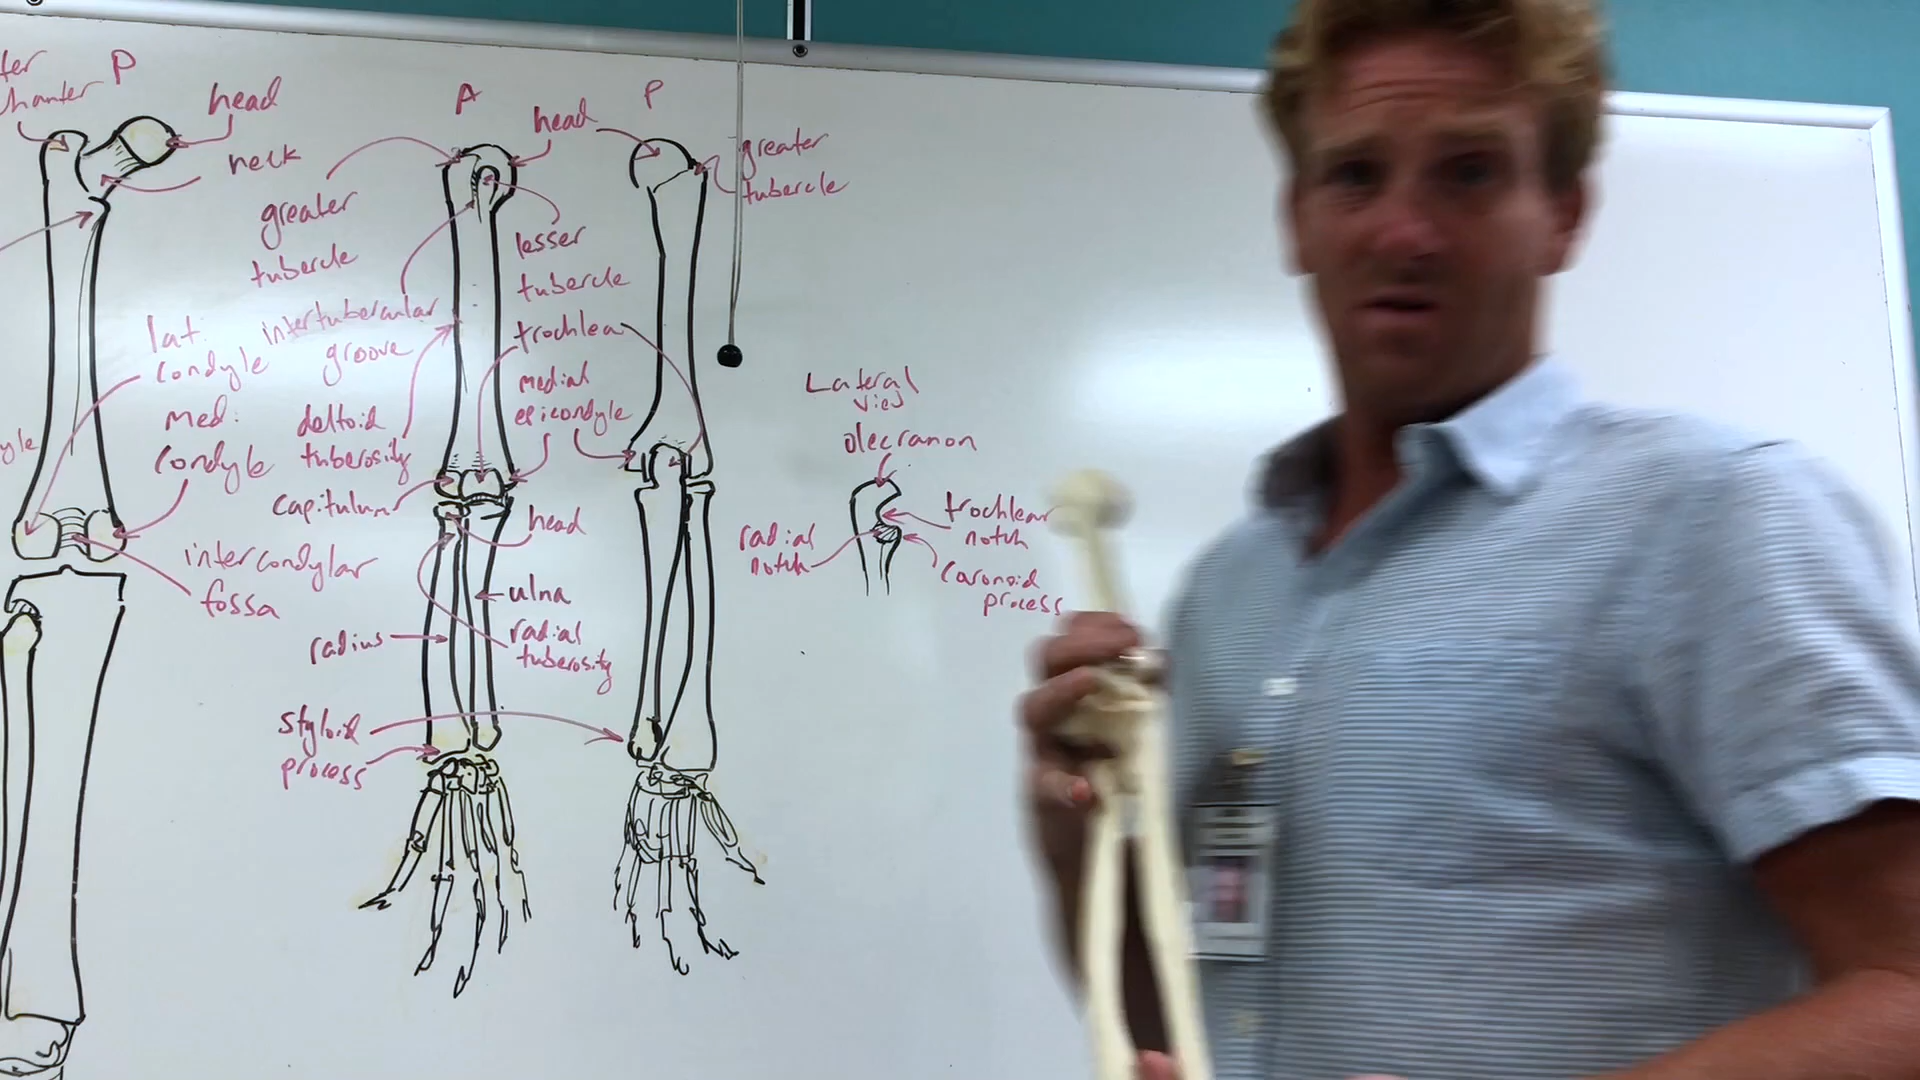 P
head
neck
lat.
condyle
med.
condyle
intercondylar
fossa
A
P
head
greater
tubercle
greater
tubercle
lesser
tubercle
intertubercular
groove
trochlea
deltoid
tuberosity
medial
epicondyle
capitulum
head
ulna
radius
radial
tuberosity
styloid
process
Lateral
view
olecranon
trochlear
notch
radial
notch
coronoid
process